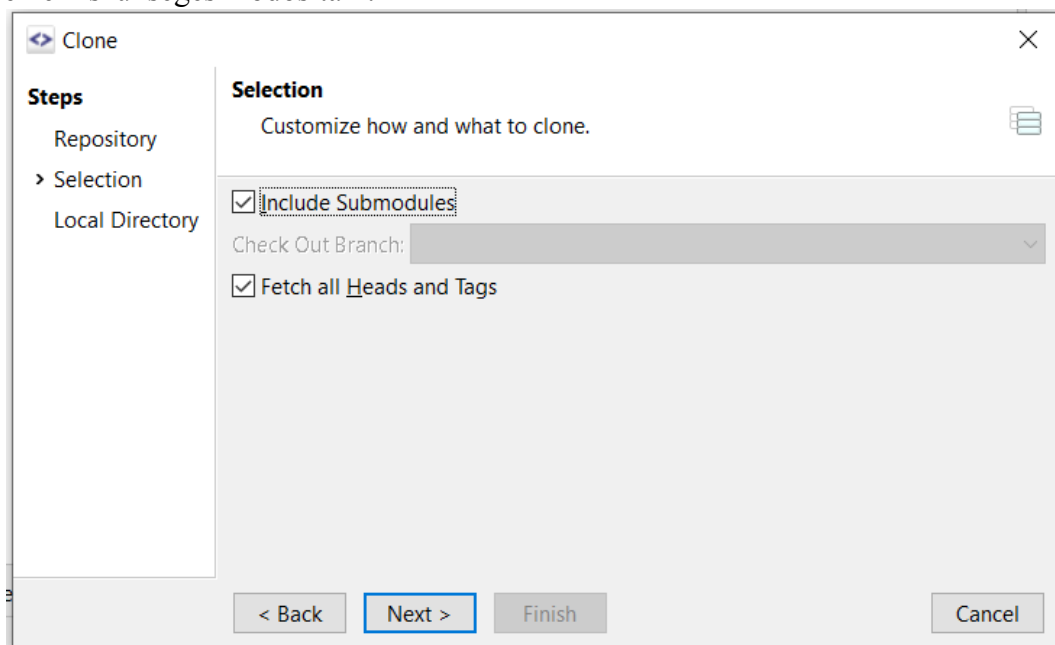 Clone
Steps
Repository
Selection
Local Directory
Selection
Customize how and what to clone.
Include Submodules
Check Out Branch:
Fetch all Heads and Tags
< Back
Next >
Finish
Cancel